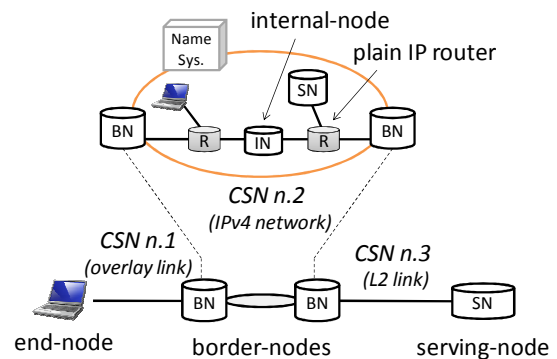 internal-node
Name
Sys.
plain IP router
SN
BN
R
IN
R
BN
CSN n.2
(IPv4 network)
CSN n.1
(overlay link)
CSN n.3
(L2 link)
BN
BN
SN
end-node
border-nodes
serving-node